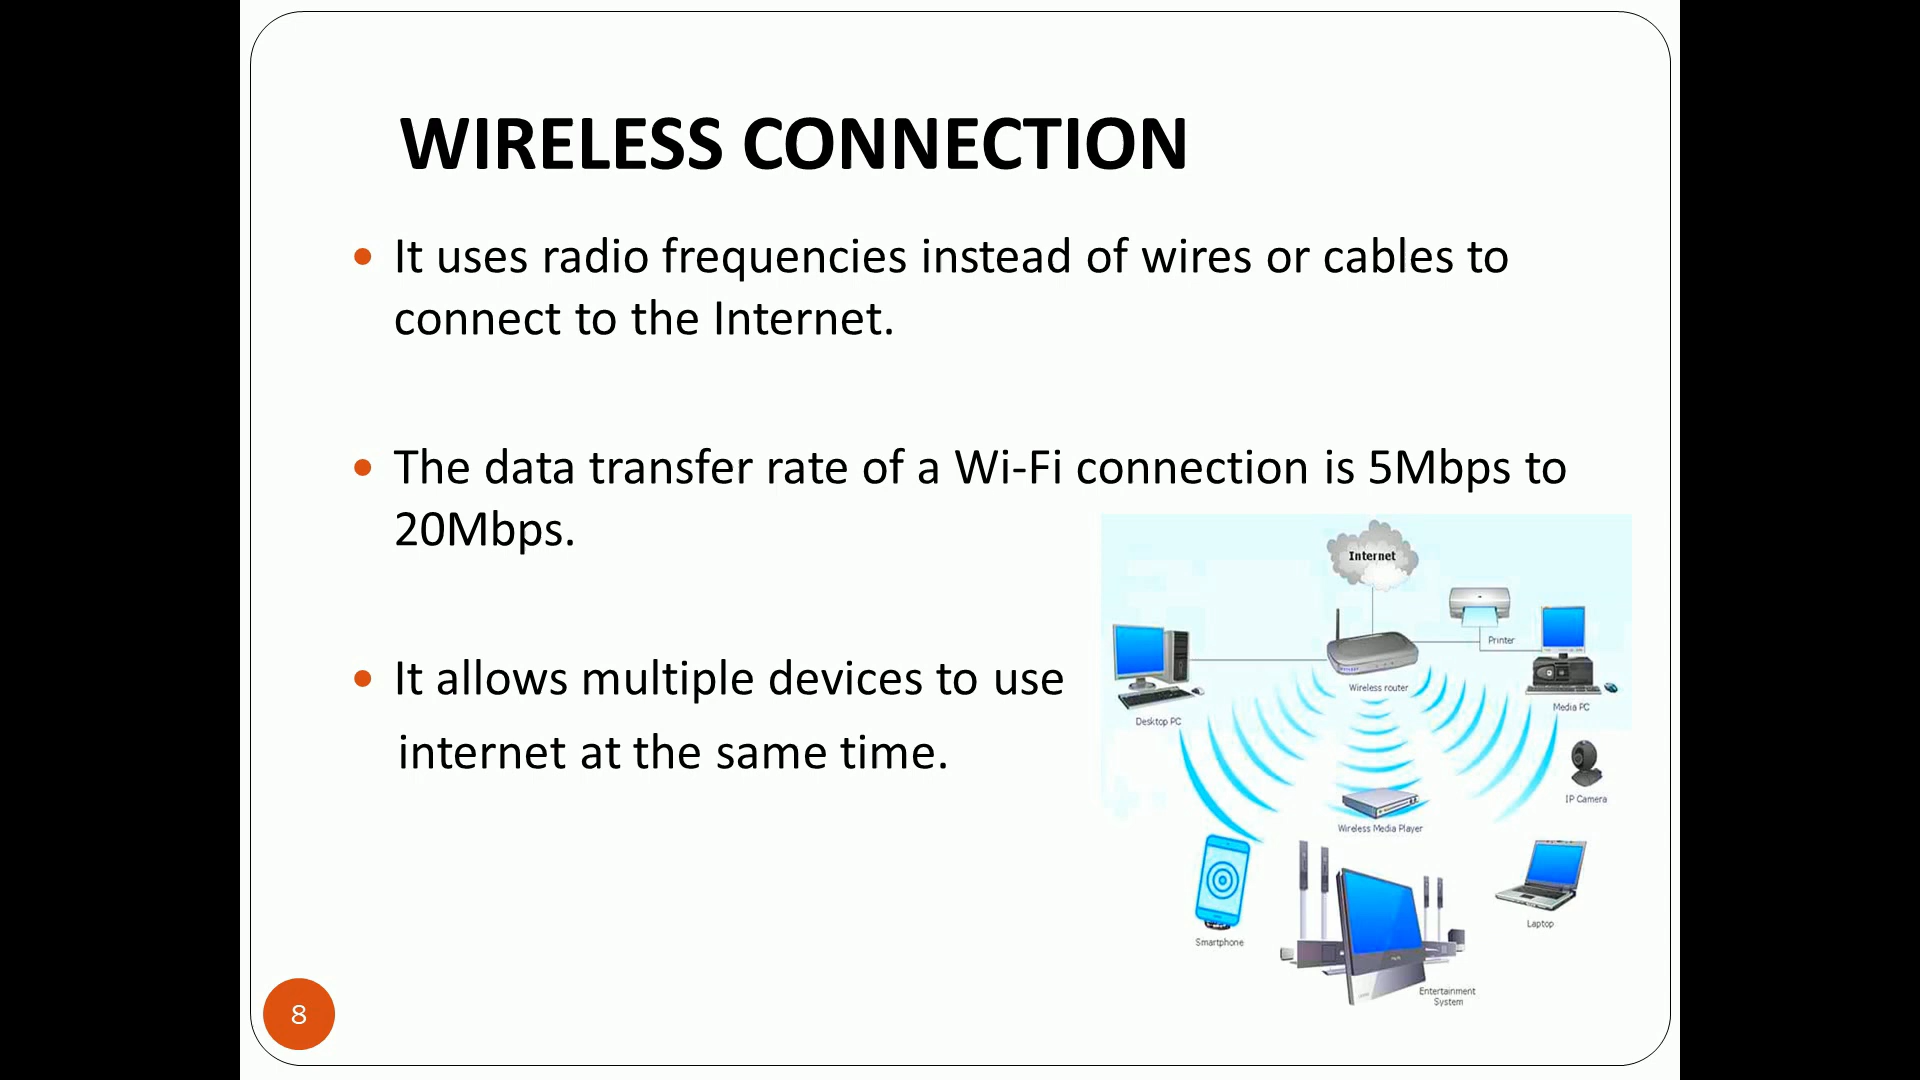 WIRELESS CONNECTION
It uses radio frequencies instead of wires or cables to
connect to the Internet.
The data transfer rate of a Wi-Fi connection is 5Mbps to
20Mbps.
It allows multiple devices to use
internet at the same time.
Internet
Printer
Wireless router
Media PC
Desktop PC
IP Camera
Wireless Media Player
Laptop
Smartphone
Entertainment
System
8